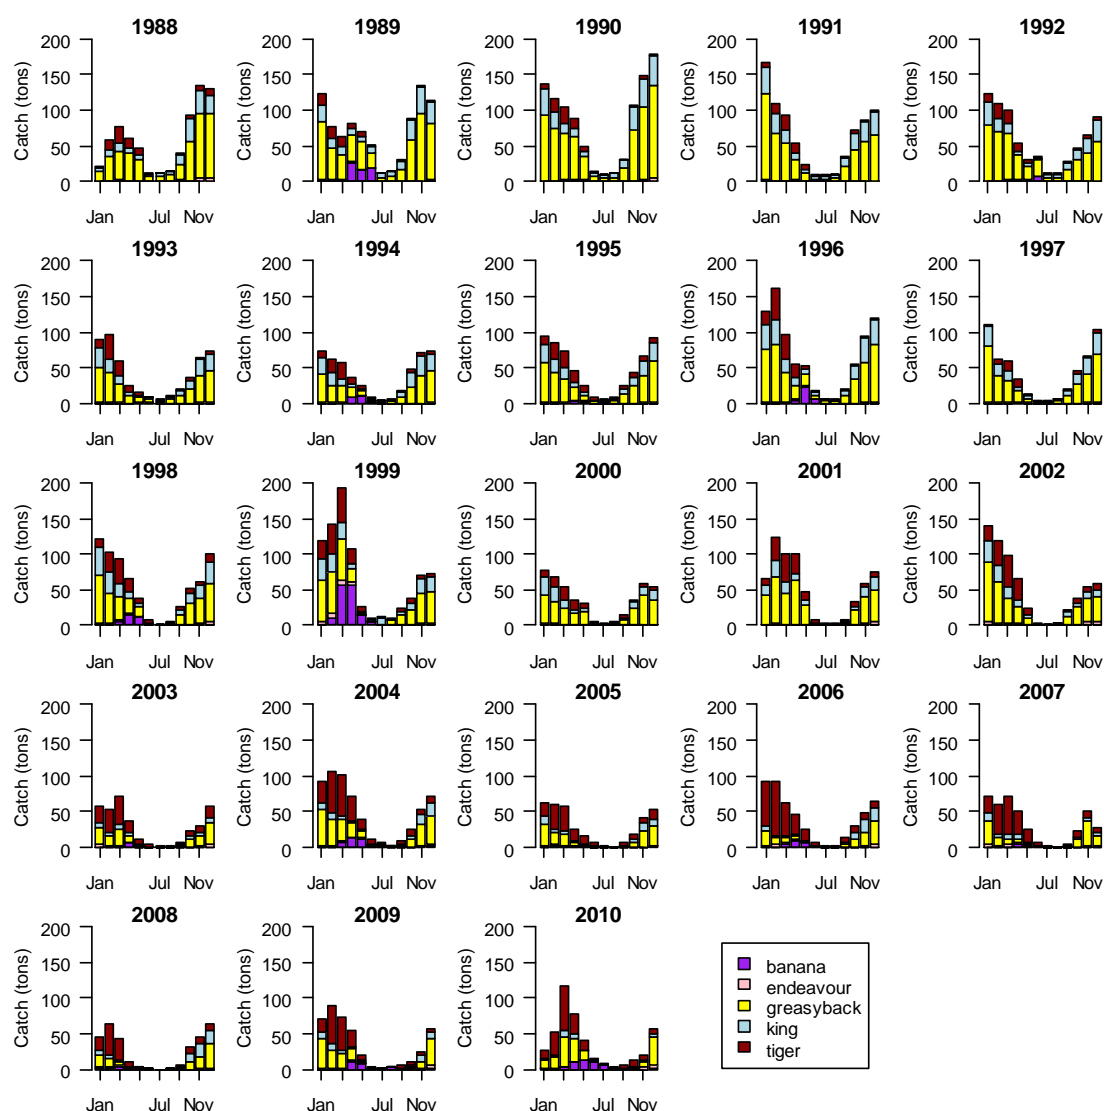 1988
Catch (tons)
200
150
100
50
0
Jan Jul Nov
1989
Catch (tons)
200
150
100
50
0
Jan Jul Nov
1990
Catch (tons)
200
150
100
50
0
Jan Jul Nov
1991
Catch (tons)
200
150
100
50
0
Jan Jul Nov
1992
Catch (tons)
200
150
100
50
0
Jan Jul Nov
1993
Catch (tons)
200
150
100
50
0
Jan Jul Nov
1994
Catch (tons)
200
150
100
50
0
Jan Jul Nov
1995
Catch (tons)
200
150
100
50
0
Jan Jul Nov
1996
Catch (tons)
200
150
100
50
0
Jan Jul Nov
1997
Catch (tons)
200
150
100
50
0
Jan Jul Nov
1998
Catch (tons)
200
150
100
50
0
Jan Jul Nov
1999
Catch (tons)
200
150
100
50
0
Jan Jul Nov
2000
Catch (tons)
200
150
100
50
0
Jan Jul Nov
2001
Catch (tons)
200
150
100
50
0
Jan Jul Nov
2002
Catch (tons)
200
150
100
50
0
Jan Jul Nov
2003
Catch (tons)
200
150
100
50
0
Jan Jul Nov
2004
Catch (tons)
200
150
100
50
0
Jan Jul Nov
2005
Catch (tons)
200
150
100
50
0
Jan Jul Nov
2006
Catch (tons)
200
150
100
50
0
Jan Jul Nov
2007
Catch (tons)
200
150
100
50
0
Jan Jul Nov
2008
Catch (tons)
200
150
100
50
0
Jan Jul Nov
2009
Catch (tons)
200
150
100
50
0
Jan Jul Nov
2010
Catch (tons)
200
150
100
50
0
Jan Jul Nov
banana
endeavour
greasyback
king
tiger